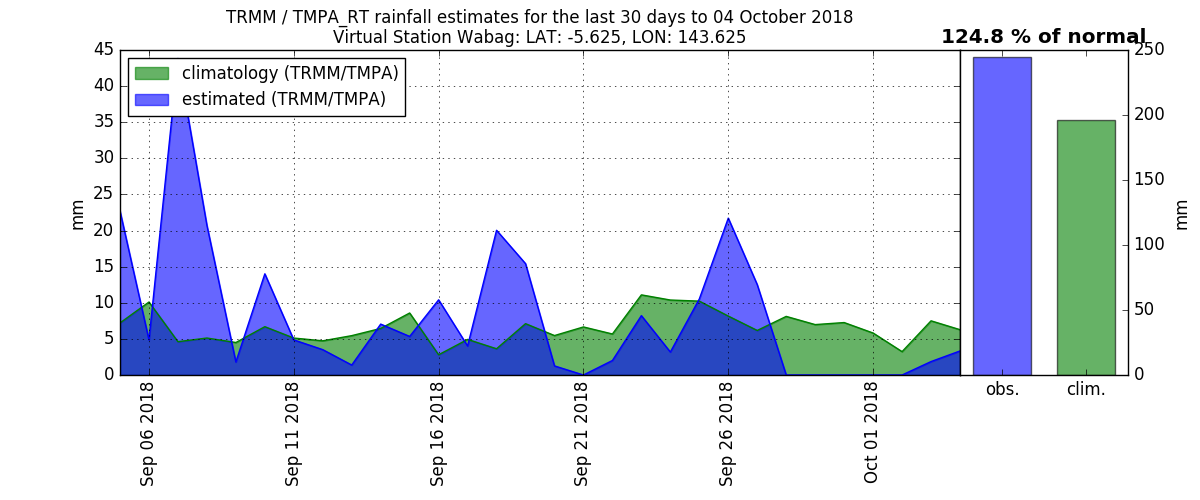 TRMM / TMPA_RT rainfall estimates for the last 30 days to 04 October 2018
Virtual Station Wabag: LAT: -5.625, LON: 143.625
124.8 % of normal
climatology (TRMM/TMPA)
estimated (TRMM/TMPA)
45
40
35
30
25
20
15
10
5
0
mm
Sep 06 2018
Sep 11 2018
Sep 16 2018
Sep 21 2018
Sep 26 2018
Oct 01 2018
250
200
150
100
50
0
mm
obs.
clim.